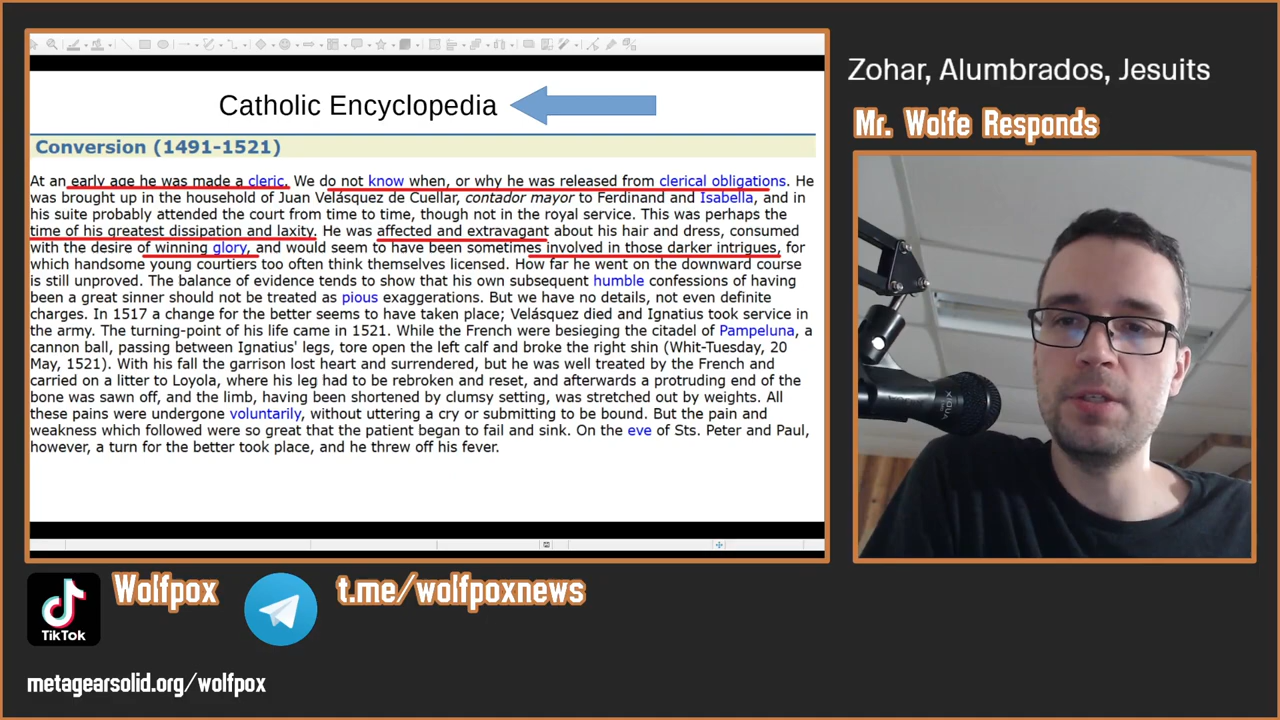 Catholic Encyclopedia
Conversion (1491-1521)
At an early age he was made a cleric. We do not know when, or why he was released from clerical obligations. He
was brought up in the household of Juan Velásquez de Cuellar, contador mayor to Ferdinand and Isabella, and in
his suite probably attended the court from time to time, though not in the royal service. This was perhaps the
time of his greatest dissipation and laxity. He was affected and extravagant about his hair and dress, consumed
with the desire of winning glory, and would seem to have been sometimes involved in those darker intrigues, for
which handsome young courtiers too often think themselves licensed. How far he went on the downward course
is still unproved. The balance of evidence tends to show that his own subsequent humble confessions of having
been a great sinner should not be treated as pious exaggerations. But we have no details, not even definite
charges. In 1517 a change for the better seems to have taken place; Velásquez died and Ignatius took service in
the army. The turning-point of his life came in 1521. While the French were besieging the citadel of Pampeluna, a
cannon ball, passing between Ignatius' legs, tore open the left calf and broke the right shin (Whit-Tuesday, 20
May, 1521). With his fall the garrison lost heart and surrendered, but he was well treated by the French and
carried on a litter to Loyola, where his leg had to be rebroken and reset, and afterwards a protruding end of the
bone was sawn off, and the limb, having been shortened by clumsy setting, was stretched out by weights. All
these pains were undergone voluntarily, without uttering a cry or submitting to be bound. But the pain and
weakness which followed were so great that the patient began to fail and sink. On the eve of Sts. Peter and Paul,
however, a turn for the better took place, and he threw off his fever.
Zohar, Alumbrados, Jesuits
Mr. Wolfe Responds
TikTok
Wolfpox
t.me/wolfpoxnews
metagearsolid.org/wolfpox